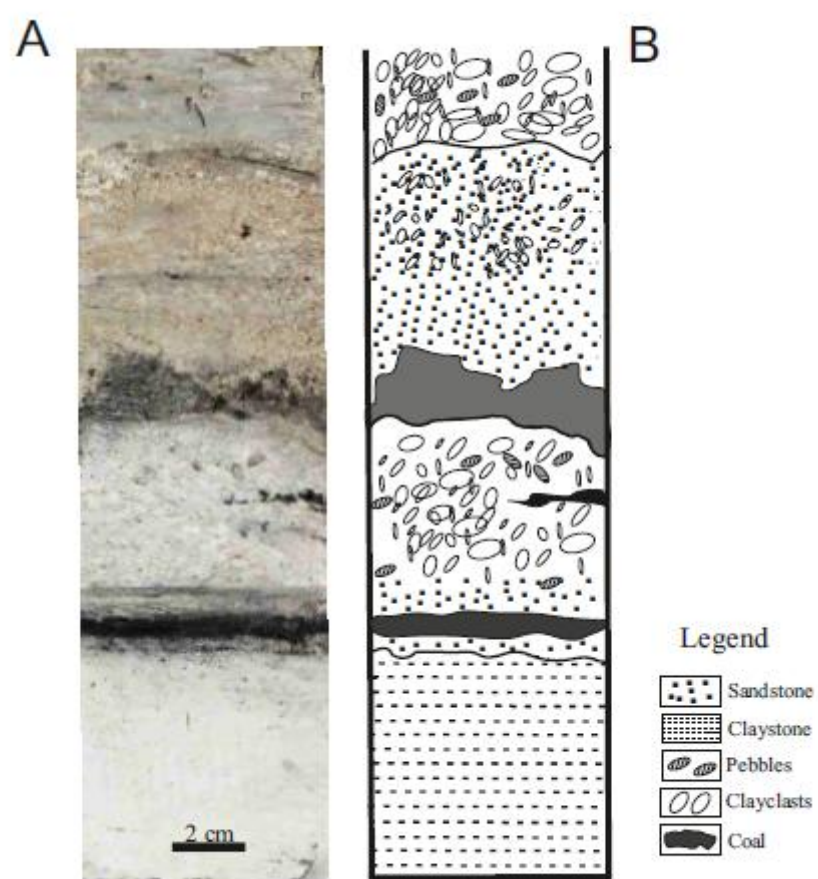 A
B
2 cm
Legend
Sandstone
Claystone
Pebbles
Clayclasts
Coal